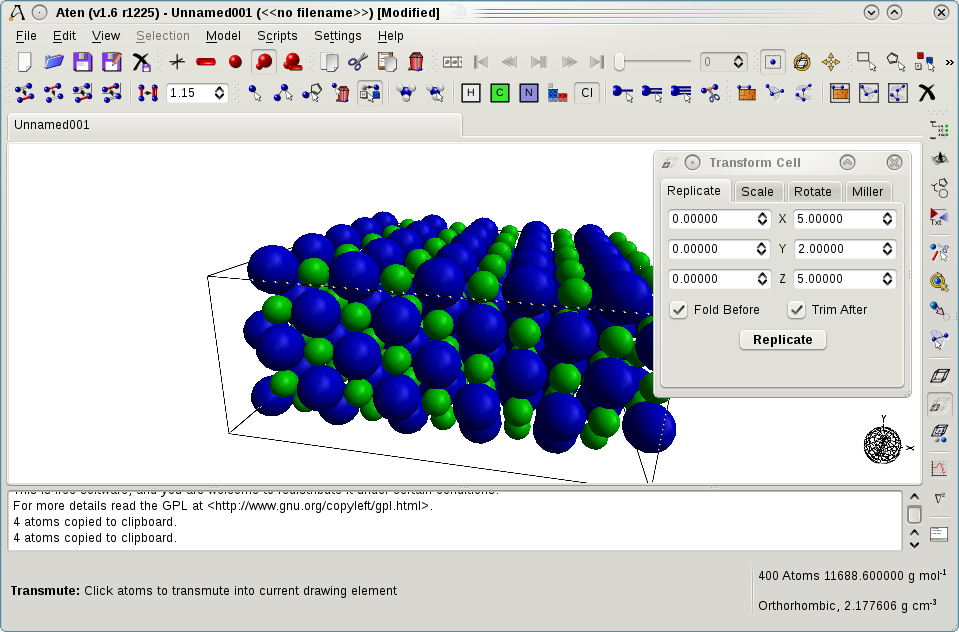 Aten (v1.6 r1225) - Unnamed001 (<<no filename>>) [Modified]
File Edit View Selection Model Scripts Settings Help
0
1.15 H C N Cl
Unnamed001
Txt
Transform Cell
Replicate Scale Rotate Miller
0.00000 X 5.00000
0.00000 Y 2.00000
0.00000 Z 5.00000
Fold Before Trim After
Replicate
Y
X
This is free software, and you are welcome to redistribute it under certain conditions.
For more details read the GPL at <http://www.gnu.org/copyleft/gpl.html>.
4 atoms copied to clipboard.
4 atoms copied to clipboard.
Transmute: Click atoms to transmute into current drawing element
400 Atoms 11688.600000 g mol⁻¹
Orthorhombic, 2.177606 g cm⁻³